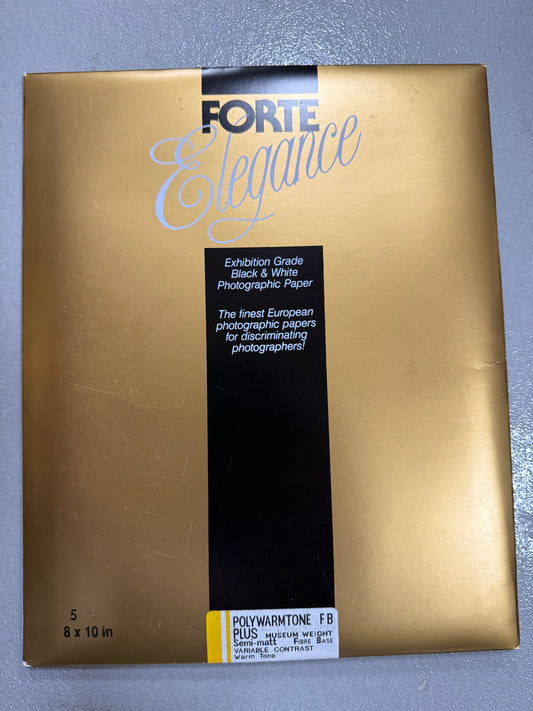 FORTE
Elegance
Exhibition Grade
Black & White
Photographic Paper
The finest European
photographic papers
for discriminating
photographers!
5
8 x 10 in
POLYWARMTONE FB
PLUS MUSEUM WEIGHT
Semi-matt FIBRE BASE
VARIABLE CONTRAST
Warm Tone